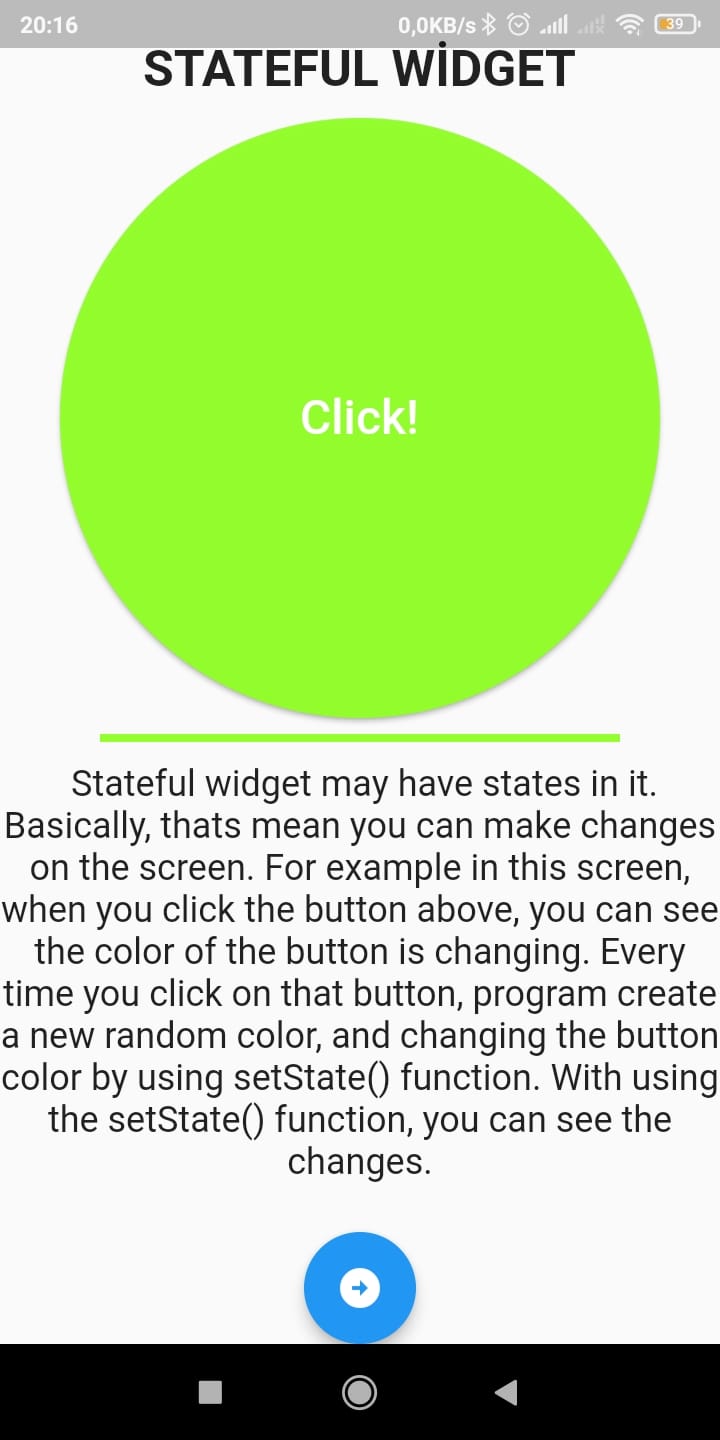 20:16
0,0KB/s
39
STATEFUL WİDGET
Click!
Stateful widget may have states in it.
Basically, thats mean you can make changes
on the screen. For example in this screen,
when you click the button above, you can see
the color of the button is changing. Every
time you click on that button, program create
a new random color, and changing the button
color by using setState() function. With using
the setState() function, you can see the
changes.